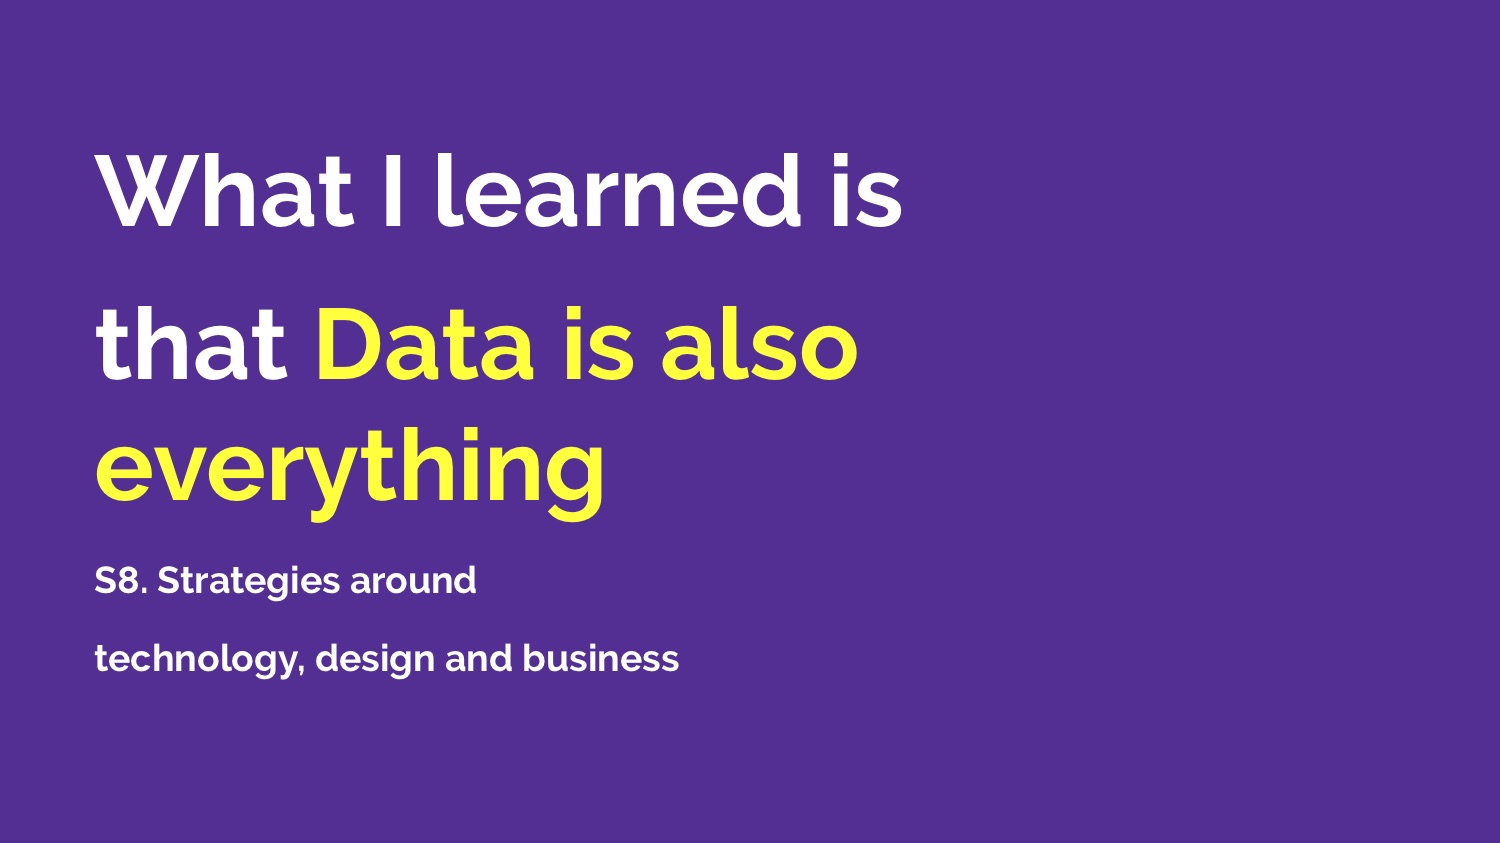 What I learned is
that Data is also
everything
S8. Strategies around
technology, design and business